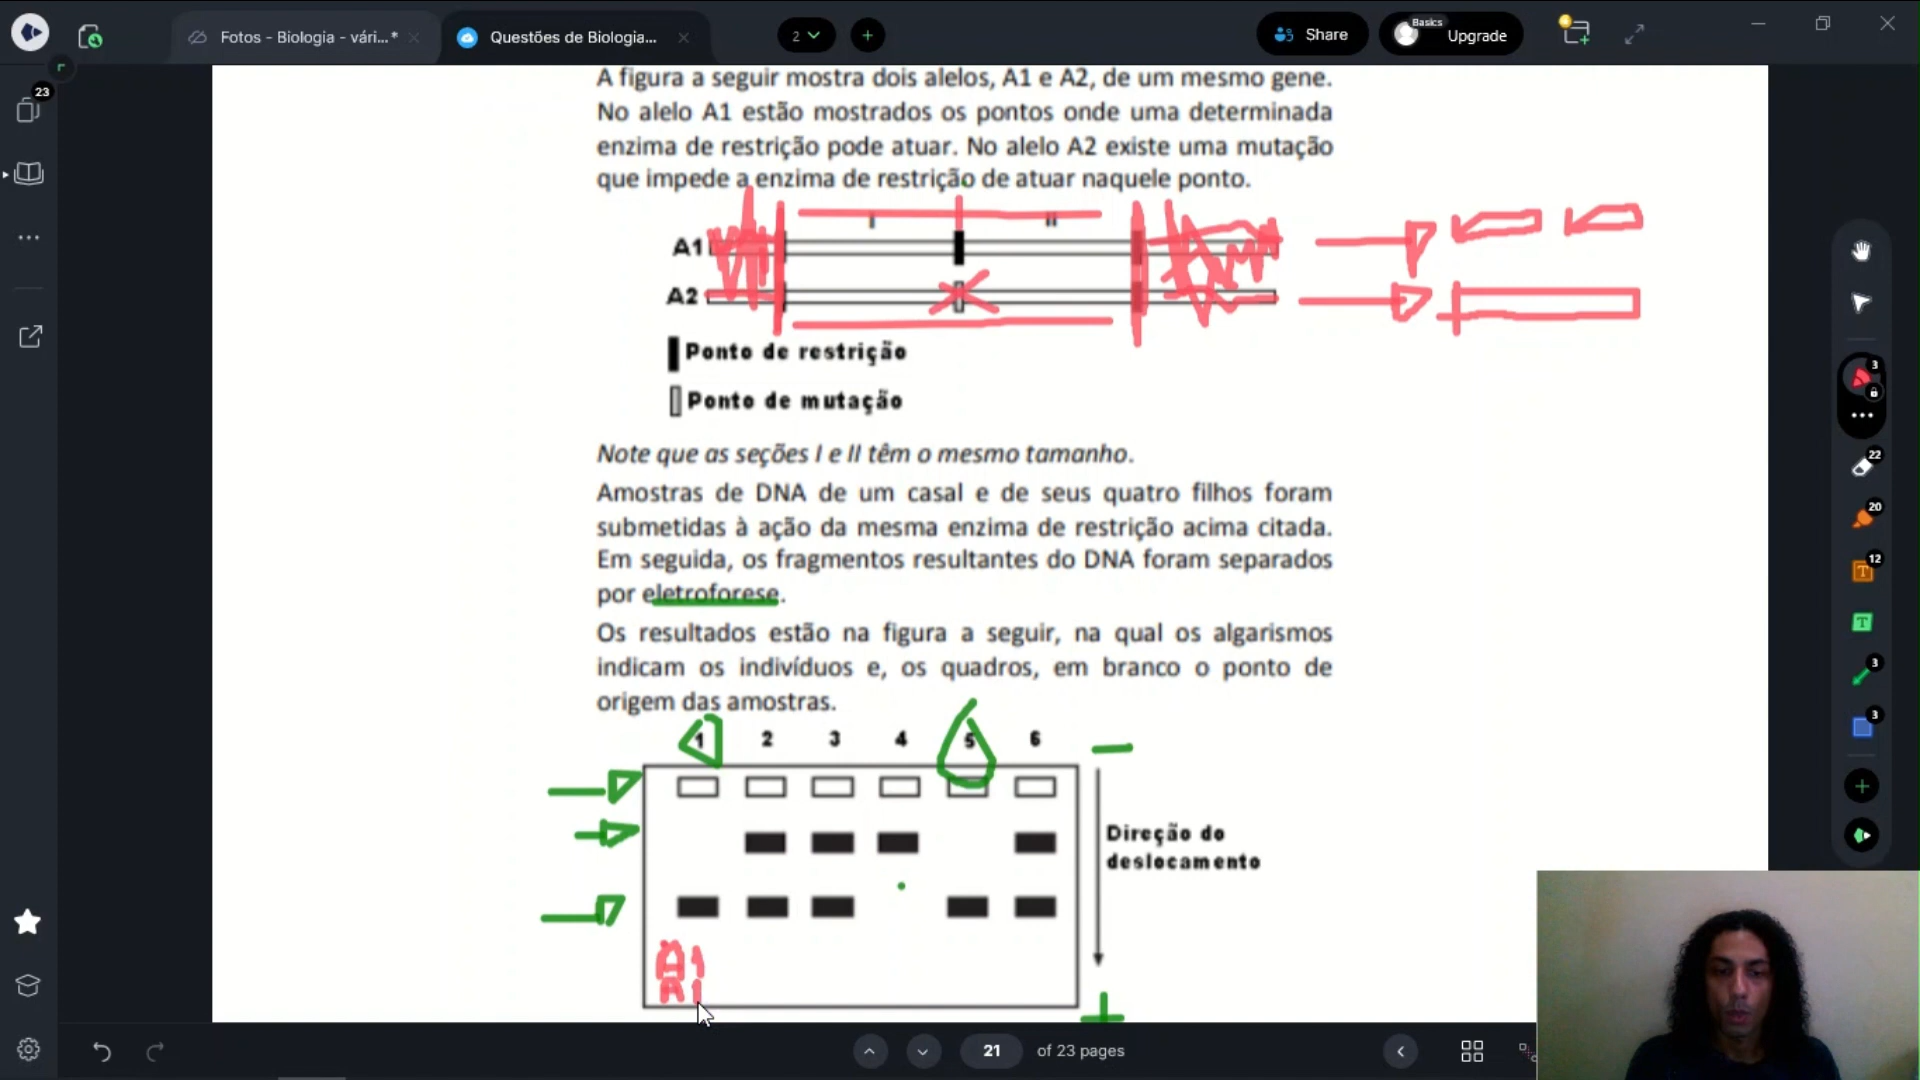 Fotos - Biologia - vári...*
Questões de Biologia...
2
Share
Basics
Upgrade
23
A figura a seguir mostra dois alelos, A1 e A2, de um mesmo gene.
No alelo A1 estão mostrados os pontos onde uma determinada
enzima de restrição pode atuar. No alelo A2 existe uma mutação
que impede a enzima de restrição de atuar naquele ponto.
I II
A1
A2
Ponto de restrição
Ponto de mutação
Note que as seções I e II têm o mesmo tamanho.
Amostras de DNA de um casal e de seus quatro filhos foram
submetidas à ação da mesma enzima de restrição acima citada.
Em seguida, os fragmentos resultantes do DNA foram separados
por eletroforese.
Os resultados estão na figura a seguir, na qual os algarismos
indicam os indivíduos e, os quadros, em branco o ponto de
origem das amostras.
1 2 3 4 5 6 −
Direção do
deslocamento
A1
A1
+
3
22
20
12
T
T
3
3
21 of 23 pages